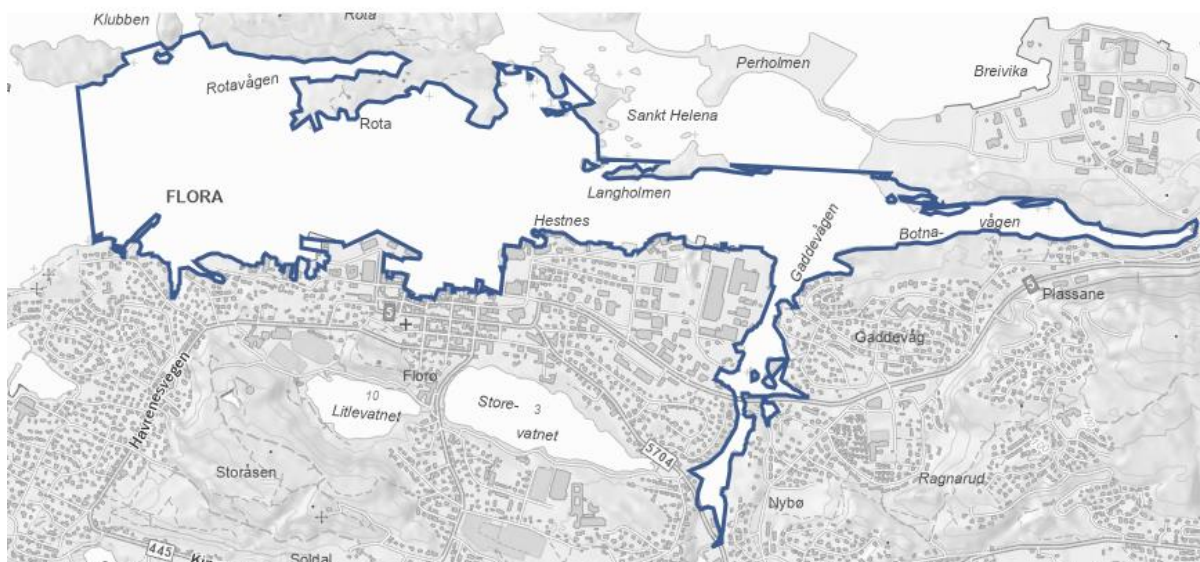 Klubben
Rota
Perholmen
Breivika
Rotavågen
Rota
Sankt Helena
FLORA
Langholmen
Hestnes
Gaddevågen
Botna-
vågen
Plassane
Gaddevåg
Havrenesvegen
Florø
10
Litlevatnet
Store-
3
vatnet
5704
Storåsen
Ragnarud
Nybø
445
Soldal